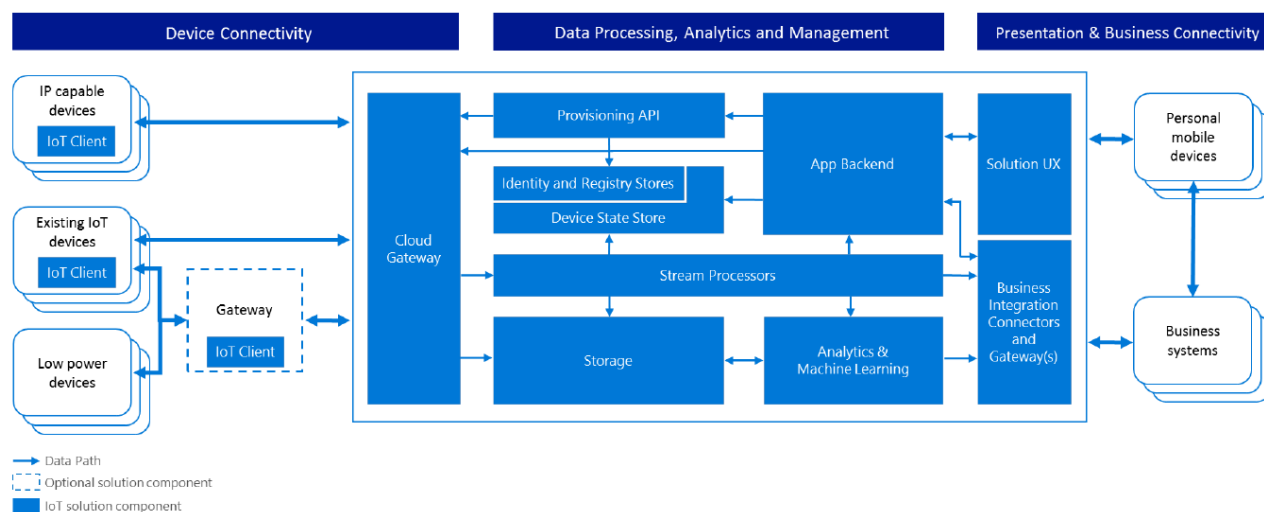 Device Connectivity
Data Processing, Analytics and Management
Presentation & Business Connectivity
IP capable
devices
IoT Client
Existing IoT
devices
IoT Client
Low power
devices
Gateway
IoT Client
Cloud
Gateway
Provisioning API
Identity and Registry Stores
Device State Store
App Backend
Stream Processors
Storage
Analytics &
Machine Learning
Solution UX
Business
Integration
Connectors
and
Gateway(s)
Personal
mobile
devices
Business
systems
Data Path
Optional solution component
IoT solution component